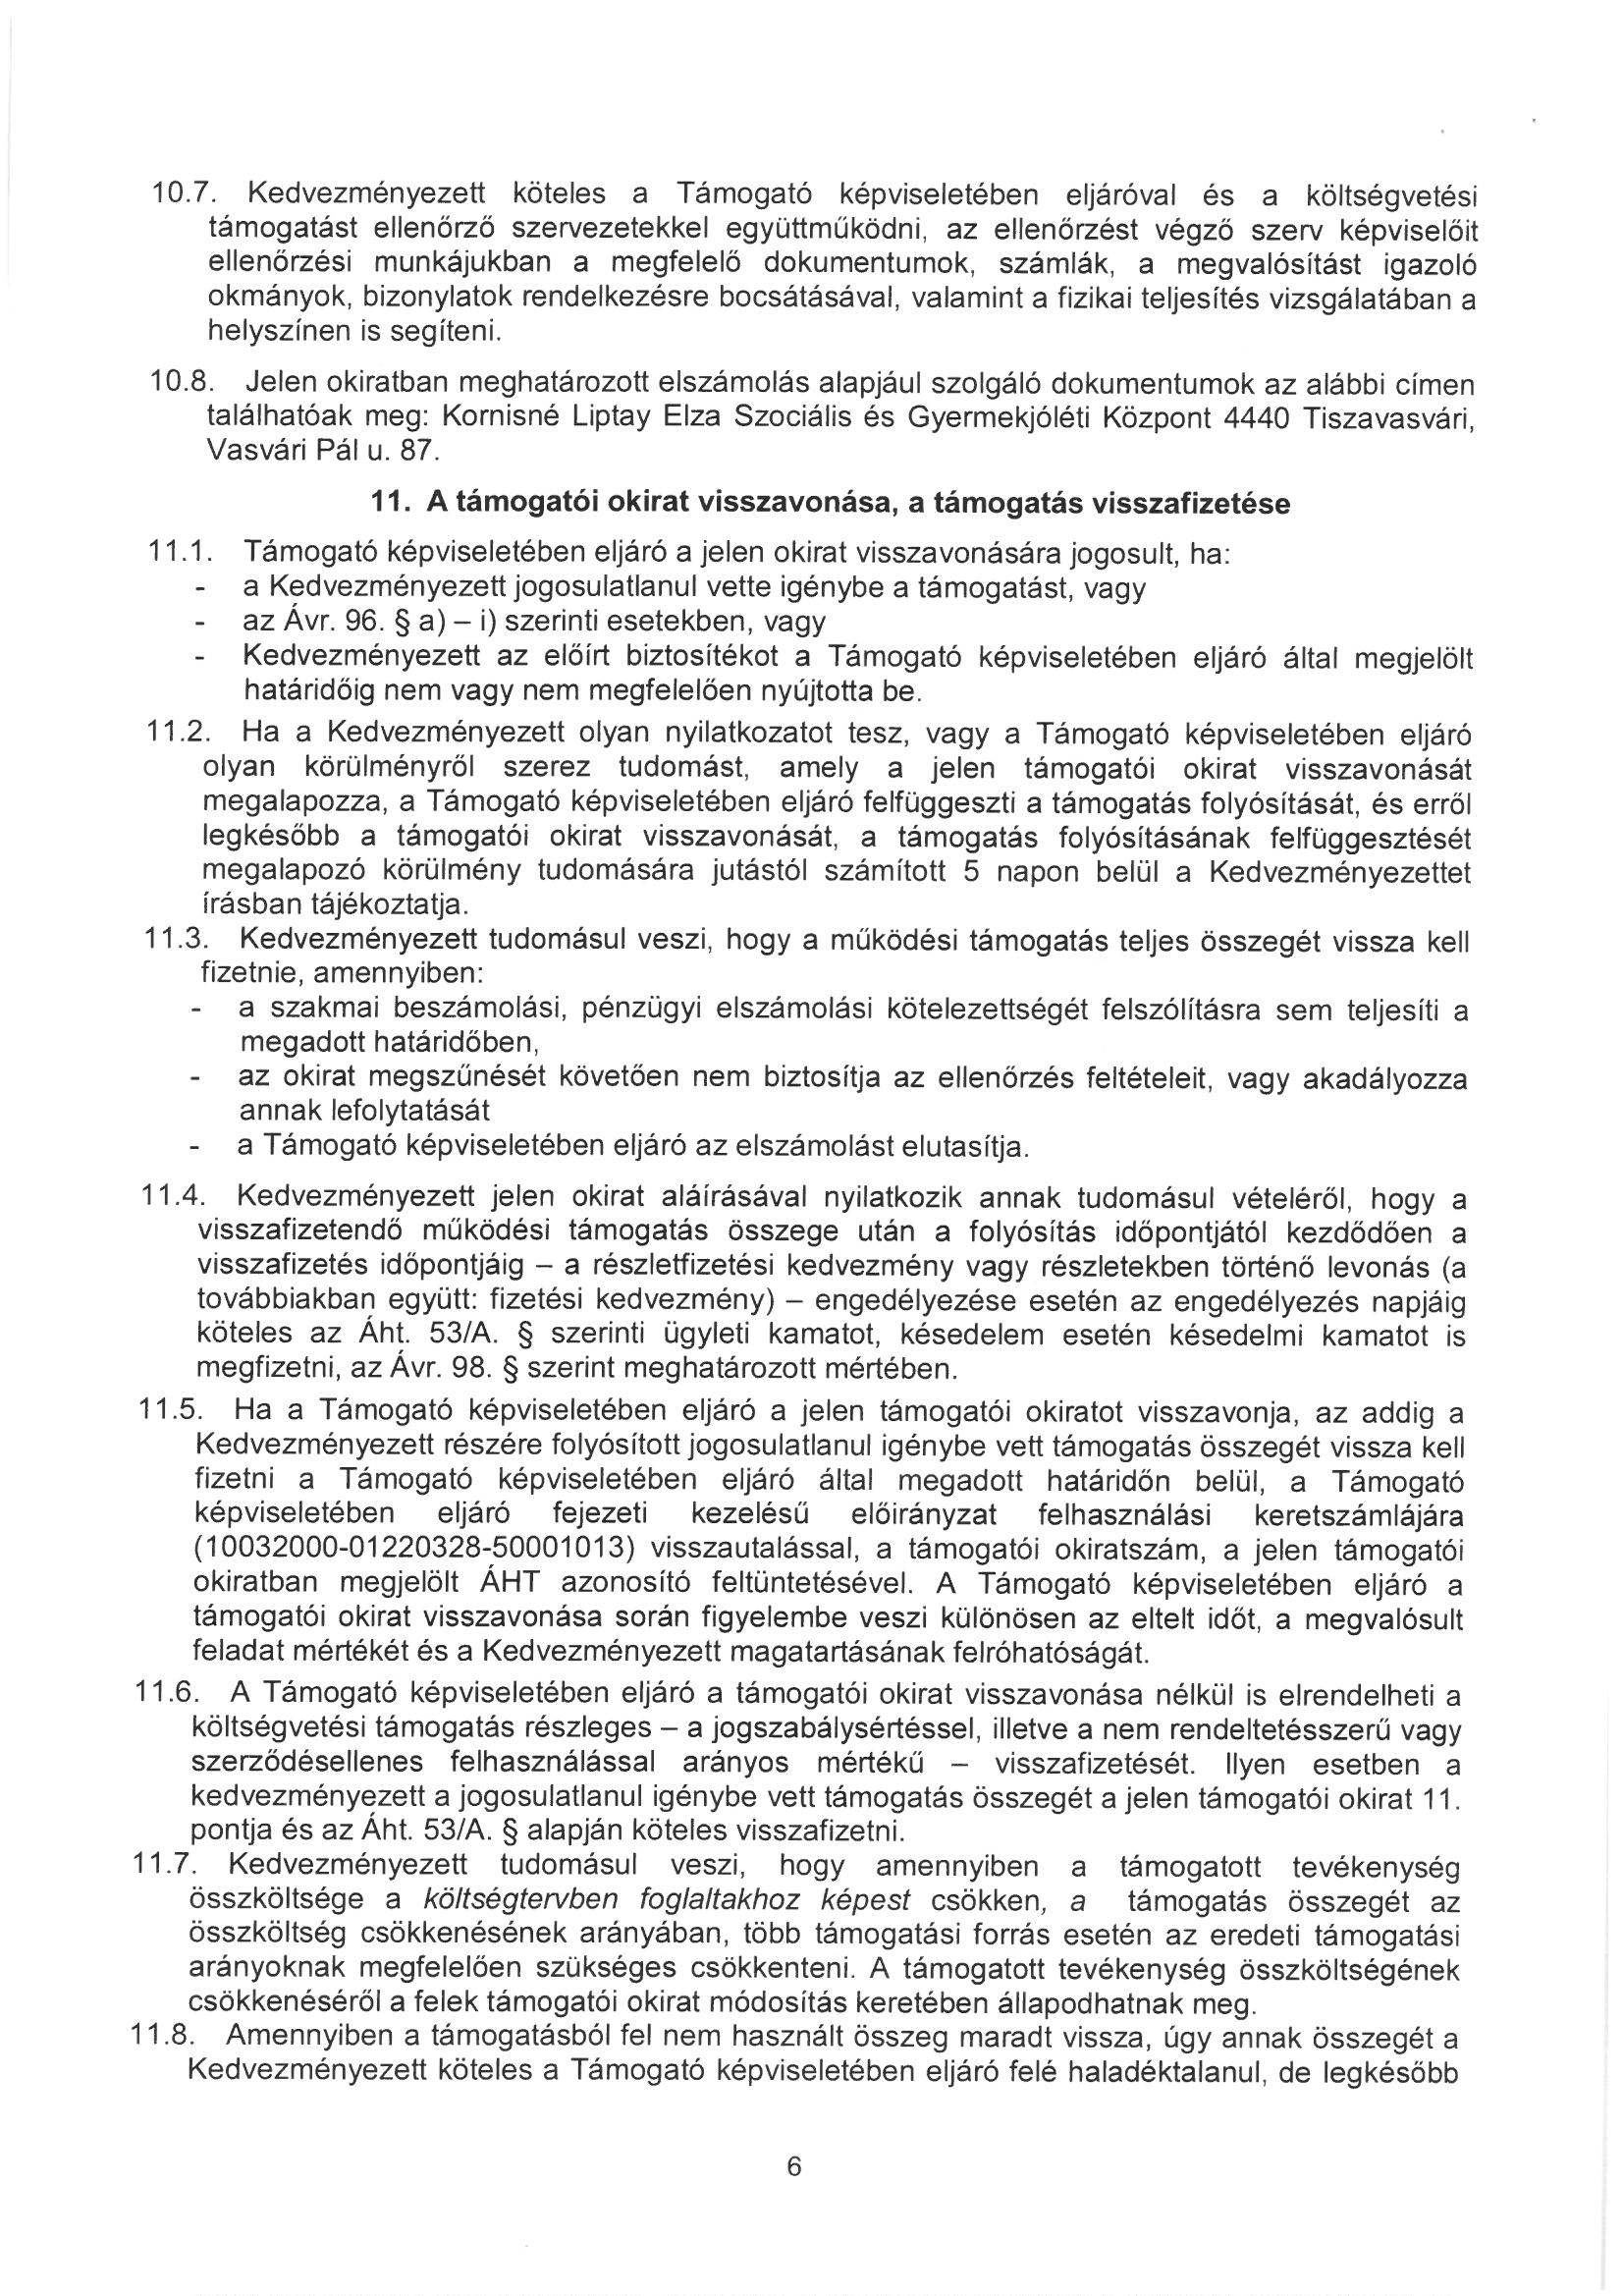 10.7. Kedvezményezett köteles a Támogató képviseletében eljáróval és a költségvetési
támogatást ellenőrző szervezetekkel együttműködni, az ellenőrzést végző szerv képviselőit
ellenőrzési munkájukban a megfelelő dokumentumok, számlák, a megvalósítást igazoló
okmányok, bizonylatok rendelkezésre bocsátásával, valamint a fizikai teljesítés vizsgálatában a
helyszínen is segíteni.
10.8. Jelen okiratban meghatározott elszámolás alapjául szolgáló dokumentumok az alábbi címen
találhatóak meg: Kornisné Liptay Elza Szociális és Gyermekjóléti Központ 4440 Tiszavasvári,
Vasvári Pál u. 87.
11. A támogatói okirat visszavonása, a támogatás visszafizetése
11.1. Támogató képviseletében eljáró a jelen okirat visszavonására jogosult, ha:
- a Kedvezményezett jogosulatlanul vette igénybe a támogatást, vagy
- az Ávr. 96. § a) – i) szerinti esetekben, vagy
- Kedvezményezett az előírt biztosítékot a Támogató képviseletében eljáró által megjelölt
határidőig nem vagy nem megfelelően nyújtotta be.
11.2. Ha a Kedvezményezett olyan nyilatkozatot tesz, vagy a Támogató képviseletében eljáró
olyan körülményről szerez tudomást, amely a jelen támogatói okirat visszavonását
megalapozza, a Támogató képviseletében eljáró felfüggeszti a támogatás folyósítását, és erről
legkésőbb a támogatói okirat visszavonását, a támogatás folyósításának felfüggesztését
megalapozó körülmény tudomására jutástól számított 5 napon belül a Kedvezményezettet
írásban tájékoztatja.
11.3. Kedvezményezett tudomásul veszi, hogy a működési támogatás teljes összegét vissza kell
fizetnie, amennyiben:
- a szakmai beszámolási, pénzügyi elszámolási kötelezettségét felszólításra sem teljesíti a
megadott határidőben,
- az okirat megszűnését követően nem biztosítja az ellenőrzés feltételeit, vagy akadályozza
annak lefolytatását
- a Támogató képviseletében eljáró az elszámolást elutasítja.
11.4. Kedvezményezett jelen okirat aláírásával nyilatkozik annak tudomásul vételéről, hogy a
visszafizetendő működési támogatás összege után a folyósítás időpontjától kezdődően a
visszafizetés időpontjáig – a részletfizetési kedvezmény vagy részletekben történő levonás (a
továbbiakban együtt: fizetési kedvezmény) – engedélyezése esetén az engedélyezés napjáig
köteles az Áht. 53/A. § szerinti ügyleti kamatot, késedelem esetén késedelmi kamatot is
megfizetni, az Ávr. 98. § szerint meghatározott mértében.
11.5. Ha a Támogató képviseletében eljáró a jelen támogatói okiratot visszavonja, az addig a
Kedvezményezett részére folyósított jogosulatlanul igénybe vett támogatás összegét vissza kell
fizetni a Támogató képviseletében eljáró által megadott határidőn belül, a Támogató
képviseletében eljáró fejezeti kezelésű előirányzat felhasználási keretszámlájára
(10032000-01220328-50001013) visszautalással, a támogatói okiratszám, a jelen támogatói
okiratban megjelölt ÁHT azonosító feltüntetésével. A Támogató képviseletében eljáró a
támogatói okirat visszavonása során figyelembe veszi különösen az eltelt időt, a megvalósult
feladat mértékét és a Kedvezményezett magatartásának felróhatóságát.
11.6. A Támogató képviseletében eljáró a támogatói okirat visszavonása nélkül is elrendelheti a
költségvetési támogatás részleges – a jogszabálysértéssel, illetve a nem rendeltetésszerű vagy
szerződésellenes felhasználással arányos mértékű – visszafizetését. Ilyen esetben a
kedvezményezett a jogosulatlanul igénybe vett támogatás összegét a jelen támogatói okirat 11.
pontja és az Áht. 53/A. § alapján köteles visszafizetni.
11.7. Kedvezményezett tudomásul veszi, hogy amennyiben a támogatott tevékenység
összköltsége a költségtervben foglaltakhoz képest csökken, a támogatás összegét az
összköltség csökkenésének arányában, több támogatási forrás esetén az eredeti támogatási
arányoknak megfelelően szükséges csökkenteni. A támogatott tevékenység összköltségének
csökkenéséről a felek támogatói okirat módosítás keretében állapodhatnak meg.
11.8. Amennyiben a támogatásból fel nem használt összeg maradt vissza, úgy annak összegét a
Kedvezményezett köteles a Támogató képviseletében eljáró felé haladéktalanul, de legkésőbb
6